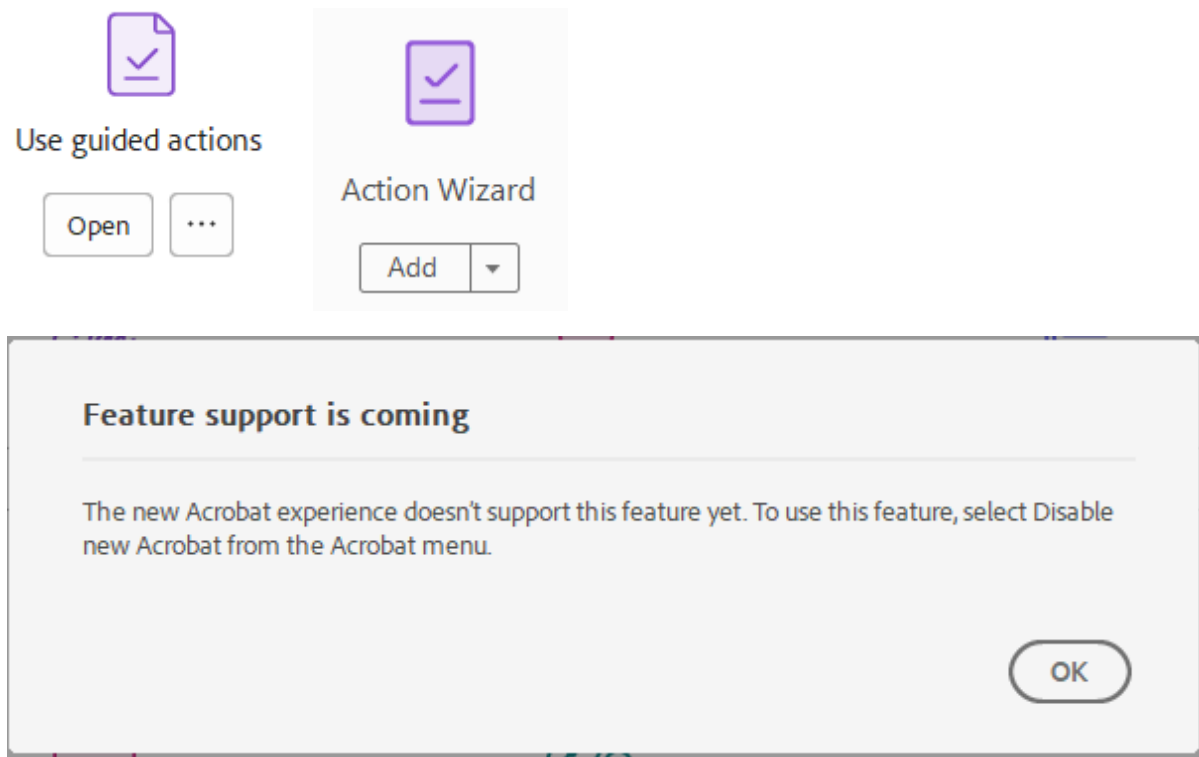 Use guided actions
Open ...
Action Wizard
Add
Feature support is coming
The new Acrobat experience doesn't support this feature yet. To use this feature, select Disable
new Acrobat from the Acrobat menu.
OK